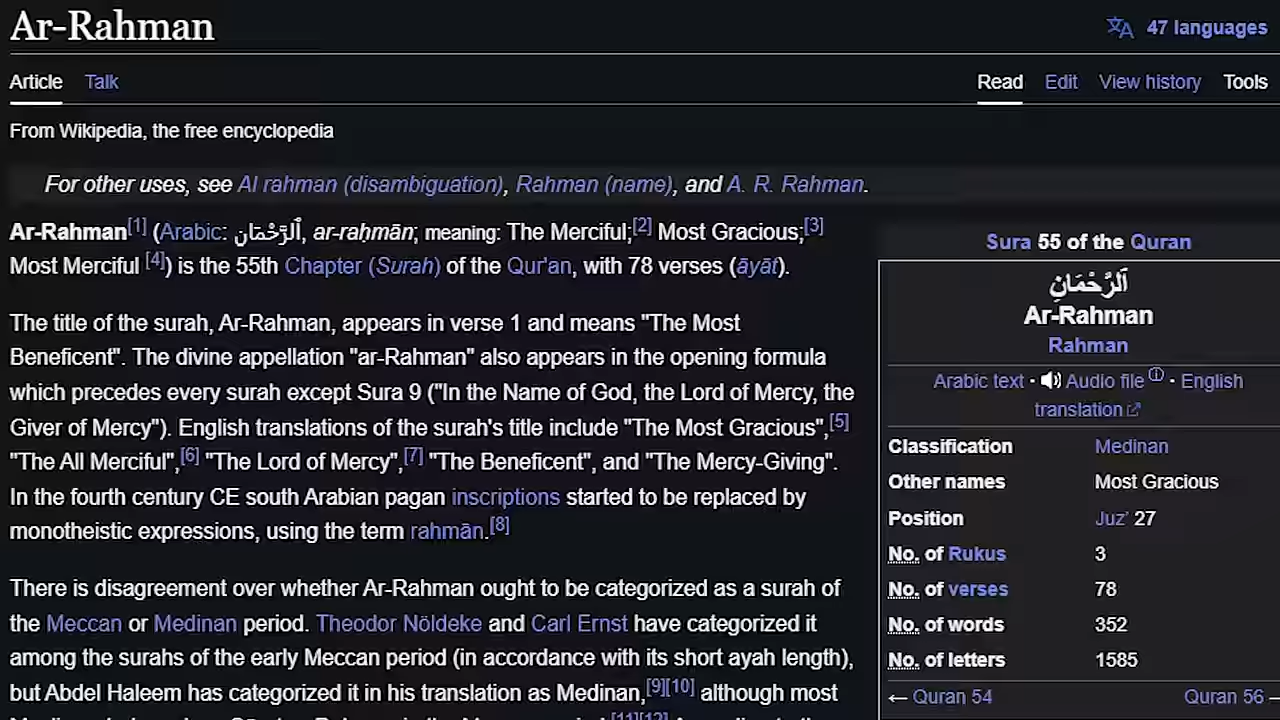 Ar-Rahman
47 languages
Article Talk
Read Edit View history Tools
From Wikipedia, the free encyclopedia
For other uses, see Al rahman (disambiguation), Rahman (name), and A. R. Rahman.
Ar-Rahman[1] (Arabic: ٱلرَّحْمَان, ar-raḥmān; meaning: The Merciful;[2] Most Gracious;[3]
Most Merciful [4]) is the 55th Chapter (Surah) of the Qur'an, with 78 verses (āyāt).
The title of the surah, Ar-Rahman, appears in verse 1 and means "The Most
Beneficent". The divine appellation "ar-Rahman" also appears in the opening formula
which precedes every surah except Sura 9 ("In the Name of God, the Lord of Mercy, the
Giver of Mercy"). English translations of the surah's title include "The Most Gracious",[5]
"The All Merciful",[6] "The Lord of Mercy",[7] "The Beneficent", and "The Mercy-Giving".
In the fourth century CE south Arabian pagan inscriptions started to be replaced by
monotheistic expressions, using the term rahmān.[8]
There is disagreement over whether Ar-Rahman ought to be categorized as a surah of
the Meccan or Medinan period. Theodor Nöldeke and Carl Ernst have categorized it
among the surahs of the early Meccan period (in accordance with its short ayah length),
but Abdel Haleem has categorized it in his translation as Medinan,[9][10] although most
Sura 55 of the Quran
ٱلرَّحْمَانِ
Ar-Rahman
Rahman
Arabic text · Audio file · English
translation
Classification Medinan
Other names Most Gracious
Position Juz' 27
No. of Rukus 3
No. of verses 78
No. of words 352
No. of letters 1585
← Quran 54 Quran 56